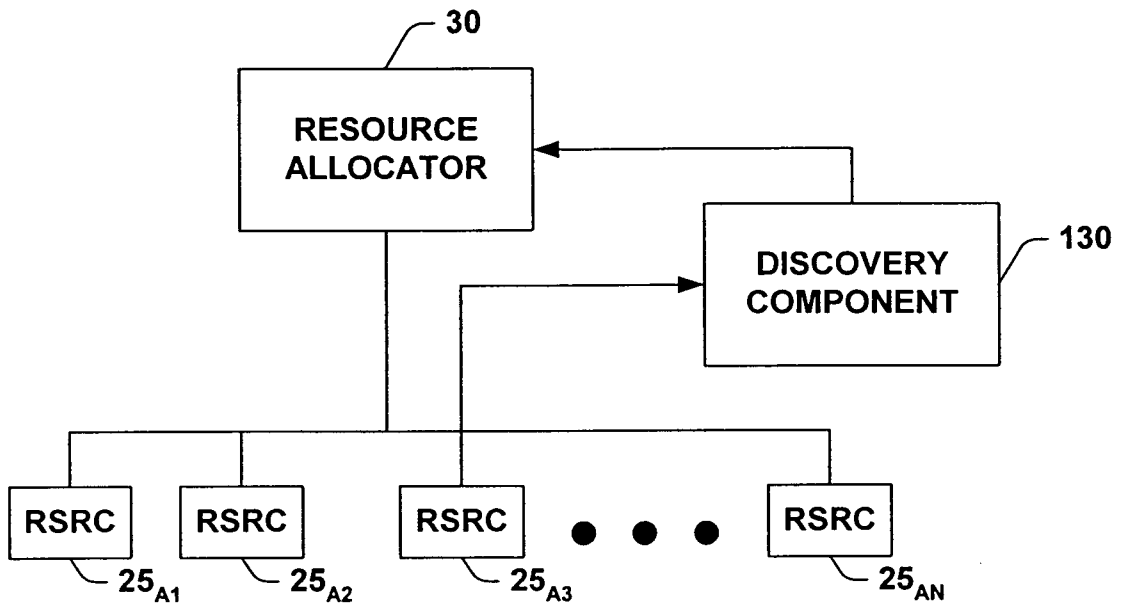 30
RESOURCE
ALLOCATOR
130
DISCOVERY
COMPONENT
RSRC RSRC RSRC RSRC
25A1 25A2 25A3 25AN